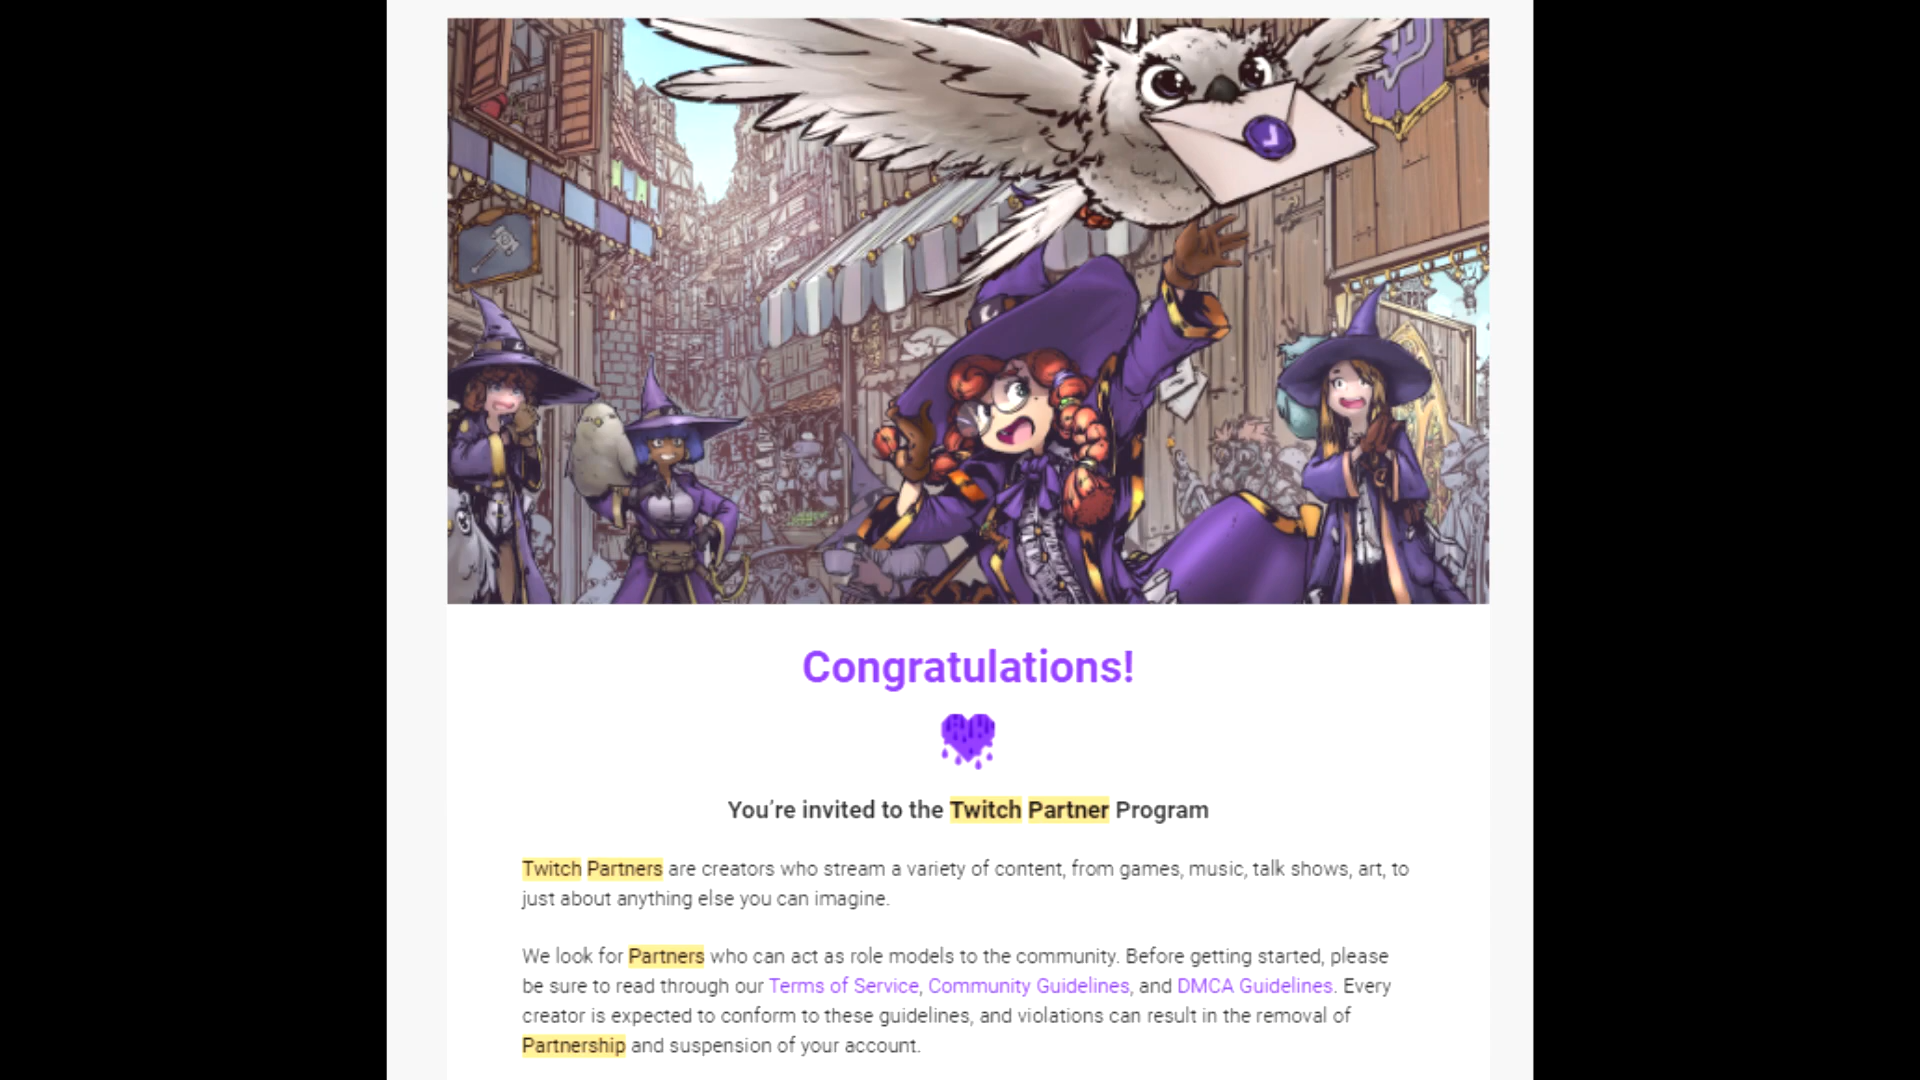 Congratulations!
You're invited to the Twitch Partner Program
Twitch Partners are creators who stream a variety of content, from games, music, talk shows, art, to
just about anything else you can imagine.
We look for Partners who can act as role models to the community. Before getting started, please
be sure to read through our Terms of Service, Community Guidelines, and DMCA Guidelines. Every
creator is expected to conform to these guidelines, and violations can result in the removal of
Partnership and suspension of your account.